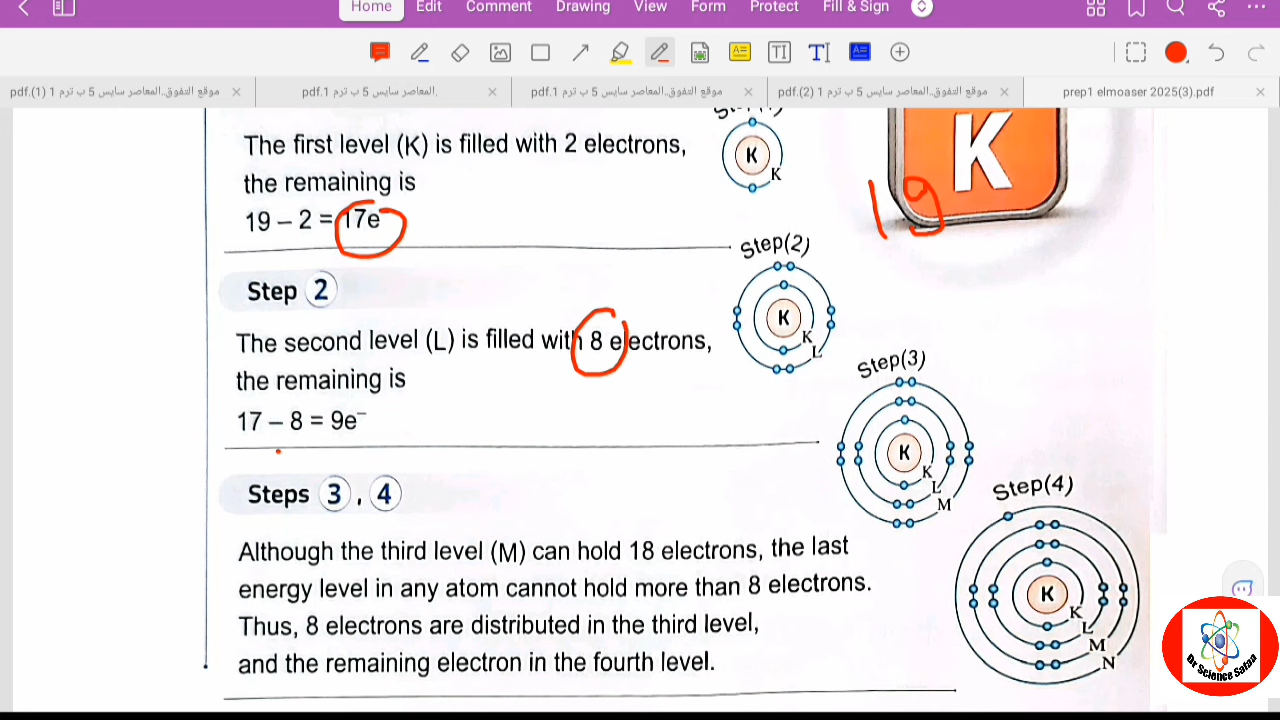 Home Edit Comment Drawing View Form Protect Fill & Sign
موقع التفوق.المعاصر سايس 5 ب ترم 1 (1).pdf
المعاصر سايس 5 ب ترم 1.pdf
موقع التفوق.المعاصر سايس 5 ب ترم 1.pdf
موقع التفوق.المعاصر سايس 5 ب ترم 1 (2).pdf
prep1 elmoaser 2025(3).pdf
The first level (K) is filled with 2 electrons,
the remaining is
19 – 2 = 17e⁻
K
K
K
19
Step 2
The second level (L) is filled with 8 electrons,
the remaining is
17 – 8 = 9e⁻
Step(2)
K
K
L
Steps 3 , 4
Although the third level (M) can hold 18 electrons, the last
energy level in any atom cannot hold more than 8 electrons.
Thus, 8 electrons are distributed in the third level,
and the remaining electron in the fourth level.
Step(3)
K
K
L
M
Step(4)
K
K
L
M
N
Dr Science Safaa